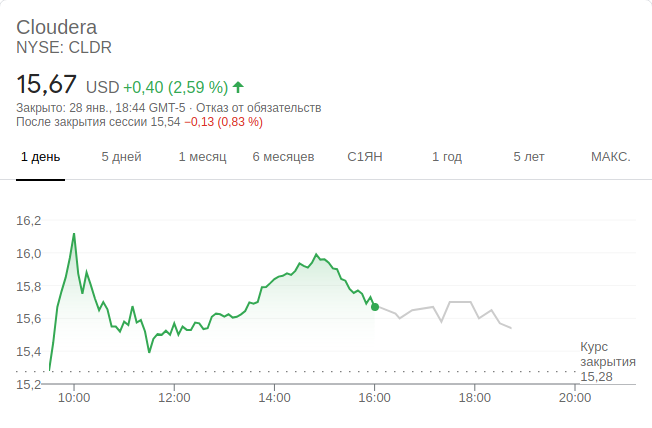 Cloudera
NYSE: CLDR
15,67 USD +0,40 (2,59 %)
Закрыто: 28 янв., 18:44 GMT-5 · Отказ от обязательств
После закрытия сессии 15,54 −0,13 (0,83 %)
1 день 5 дней 1 месяц 6 месяцев С1ЯН 1 год 5 лет МАКС.
16,2
16,0
15,8
15,6
15,4
15,2
Курс
закрытия
15,28
10:00 12:00 14:00 16:00 18:00 20:00